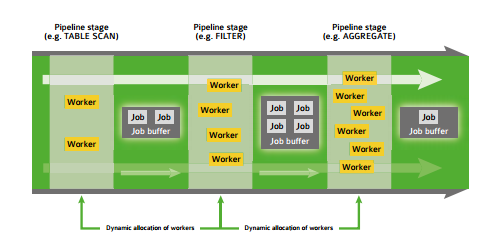 Pipeline stage
(e.g. TABLE SCAN)
Pipeline stage
(e.g. FILTER)
Pipeline stage
(e.g. AGGREGATE)
Worker
Worker
Job Job
Job buffer
Worker
Worker
Worker
Worker
Job Job
Job Job
Job buffer
Worker
Worker
Worker
Worker
Worker
Worker
Job
Job buffer
Dynamic allocation of workers
Dynamic allocation of workers